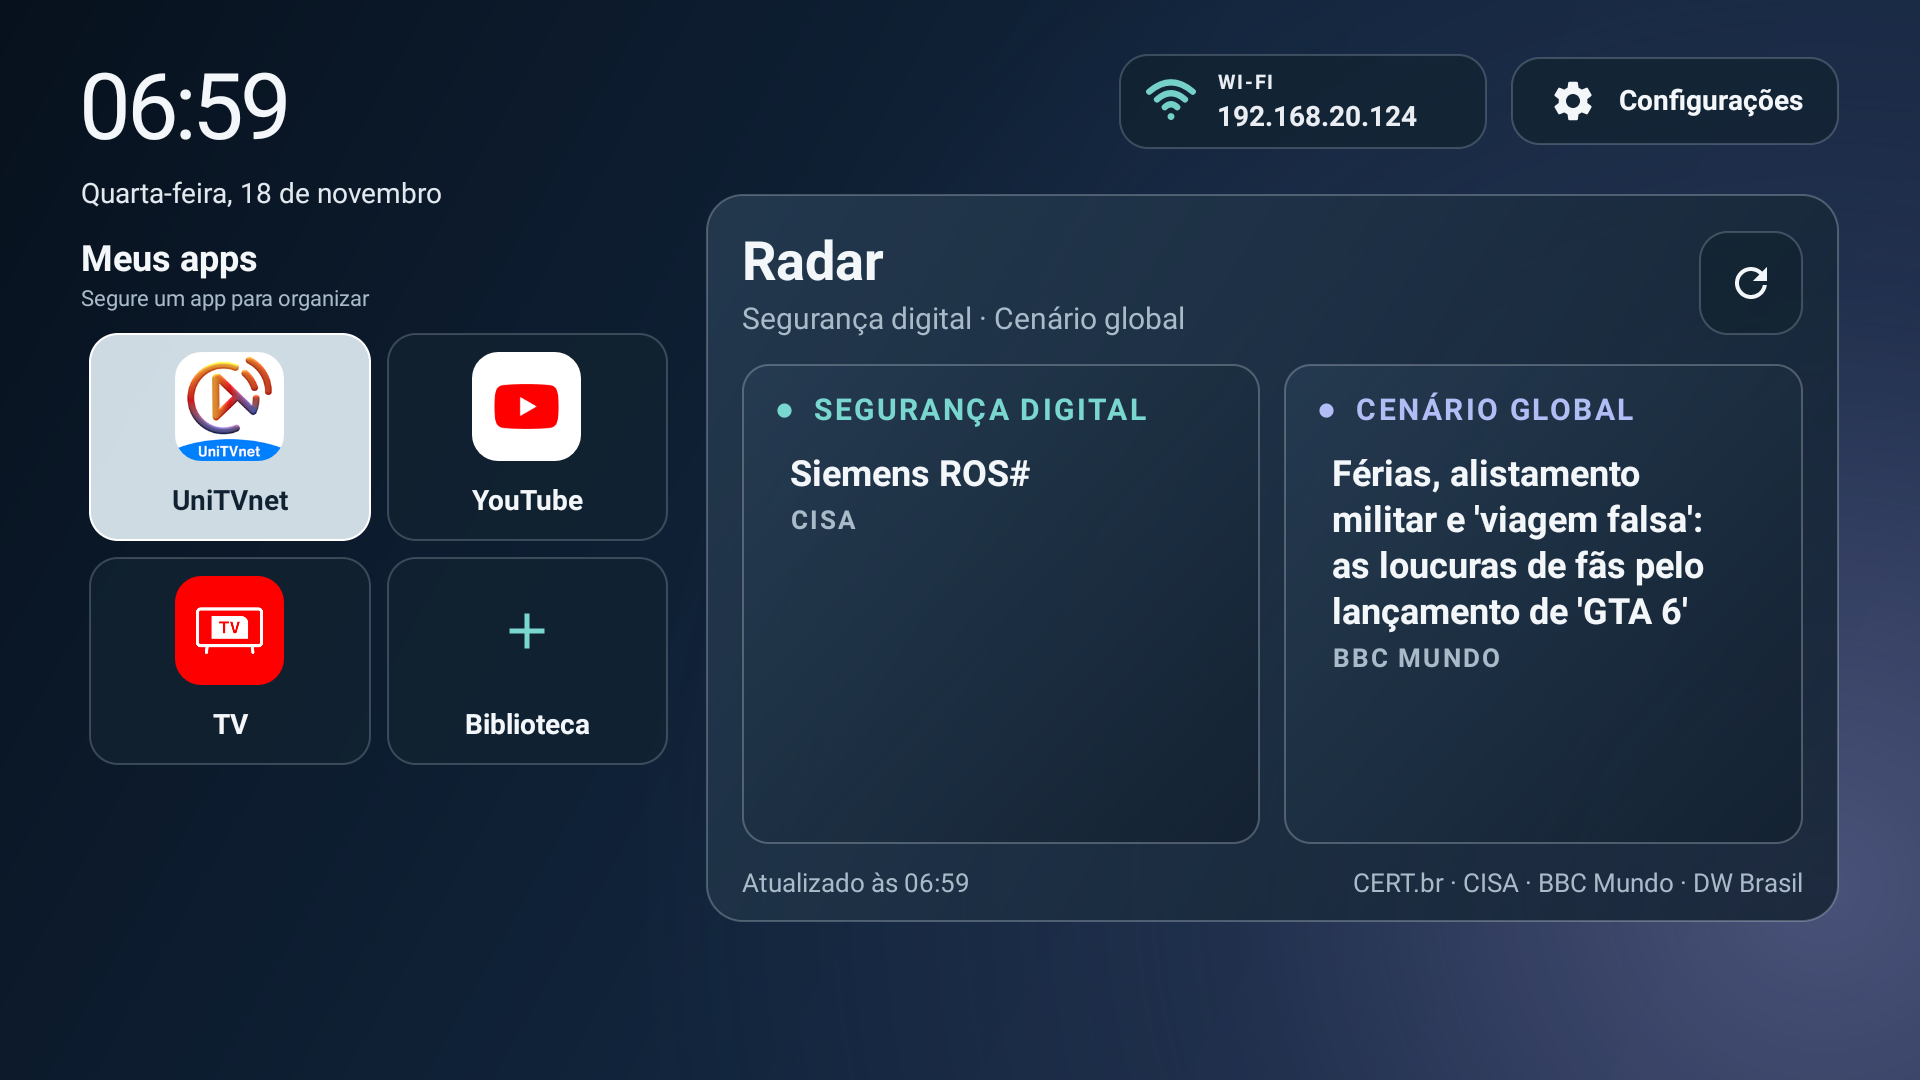 06:59
Quarta-feira, 18 de novembro
WI-FI
192.168.20.124
Configurações
Meus apps
Segure um app para organizar
UniTVnet
UniTVnet
YouTube
TV
TV
Biblioteca
Radar
Segurança digital · Cenário global
SEGURANÇA DIGITAL
Siemens ROS#
CISA
CENÁRIO GLOBAL
Férias, alistamento
militar e 'viagem falsa':
as loucuras de fãs pelo
lançamento de 'GTA 6'
BBC MUNDO
Atualizado às 06:59
CERT.br · CISA · BBC Mundo · DW Brasil